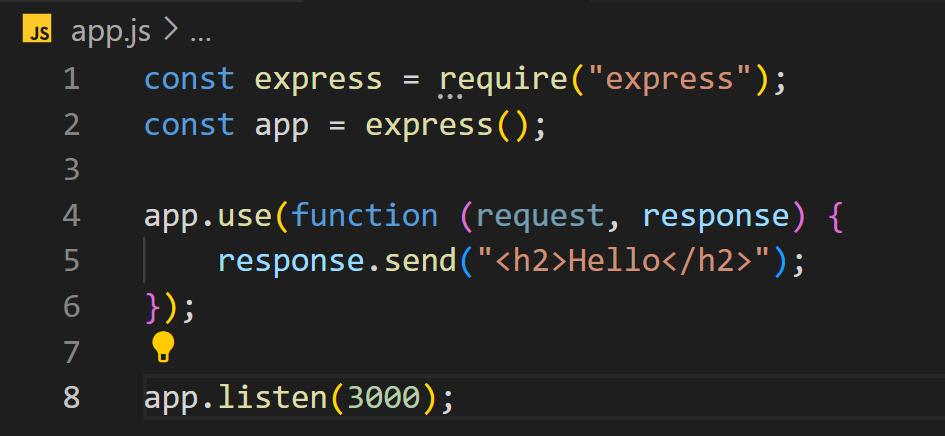 JS app.js > ...
1 const express = require("express");
2 const app = express();
3
4 app.use(function (request, response) {
5     response.send("<h2>Hello</h2>");
6 });
7
8 app.listen(3000);